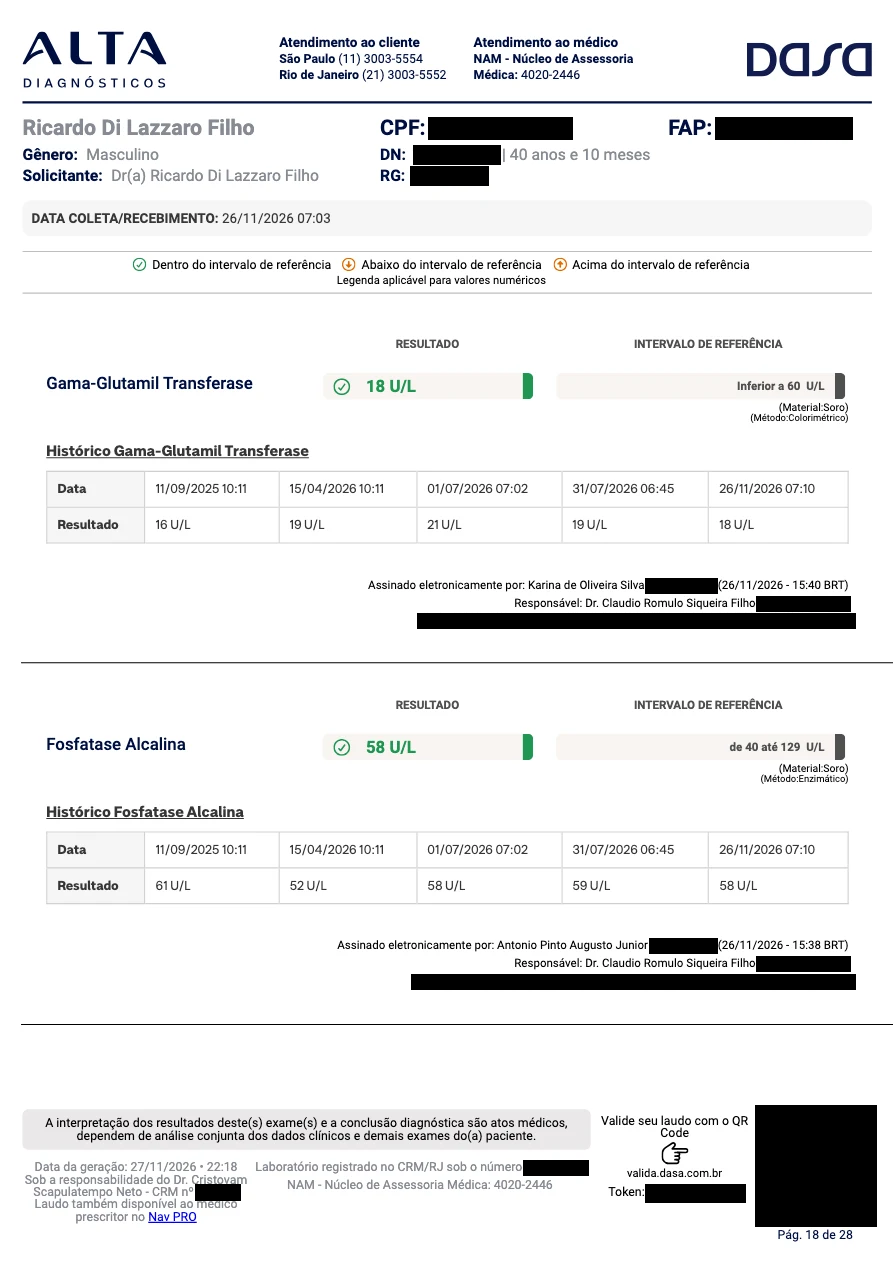 ALTA
DIAGNÓSTICOS
Atendimento ao cliente
São Paulo (11) 3003-5554
Rio de Janeiro (21) 3003-5552
Atendimento ao médico
NAM - Núcleo de Assessoria
Médica: 4020-2446
DASA
Ricardo Di Lazzaro Filho
CPF:
FAP:
Gênero: Masculino
DN: | 40 anos e 10 meses
Solicitante: Dr(a) Ricardo Di Lazzaro Filho
RG:
DATA COLETA/RECEBIMENTO: 26/11/2026 07:03
Dentro do intervalo de referência Abaixo do intervalo de referência Acima do intervalo de referência
Legenda aplicável para valores numéricos
RESULTADO INTERVALO DE REFERÊNCIA
Gama-Glutamil Transferase 18 U/L Inferior a 60 U/L
(Material:Soro)
(Método:Colorimétrico)
Histórico Gama-Glutamil Transferase
Data 11/09/2025 10:11 15/04/2026 10:11 01/07/2026 07:02 31/07/2026 06:45 26/11/2026 07:10
Resultado 16 U/L 19 U/L 21 U/L 19 U/L 18 U/L
Assinado eletronicamente por: Karina de Oliveira Silva (26/11/2026 - 15:40 BRT)
Responsável: Dr. Claudio Romulo Siqueira Filho
RESULTADO INTERVALO DE REFERÊNCIA
Fosfatase Alcalina 58 U/L de 40 até 129 U/L
(Material:Soro)
(Método:Enzimático)
Histórico Fosfatase Alcalina
Data 11/09/2025 10:11 15/04/2026 10:11 01/07/2026 07:02 31/07/2026 06:45 26/11/2026 07:10
Resultado 61 U/L 52 U/L 58 U/L 59 U/L 58 U/L
Assinado eletronicamente por: Antonio Pinto Augusto Junior (26/11/2026 - 15:38 BRT)
Responsável: Dr. Claudio Romulo Siqueira Filho
A interpretação dos resultados deste(s) exame(s) e a conclusão diagnóstica são atos médicos,
dependem de análise conjunta dos dados clínicos e demais exames do(a) paciente.
Data da geração: 27/11/2026 • 22:18
Sob a responsabilidade do Dr. Cristovam
Scapulatempo Neto - CRM nº
Laudo também disponível ao médico
prescritor no Nav PRO
Laboratório registrado no CRM/RJ sob o número
NAM - Núcleo de Assessoria Médica: 4020-2446
Valide seu laudo com o QR
Code
valida.dasa.com.br
Token:
Pág. 18 de 28